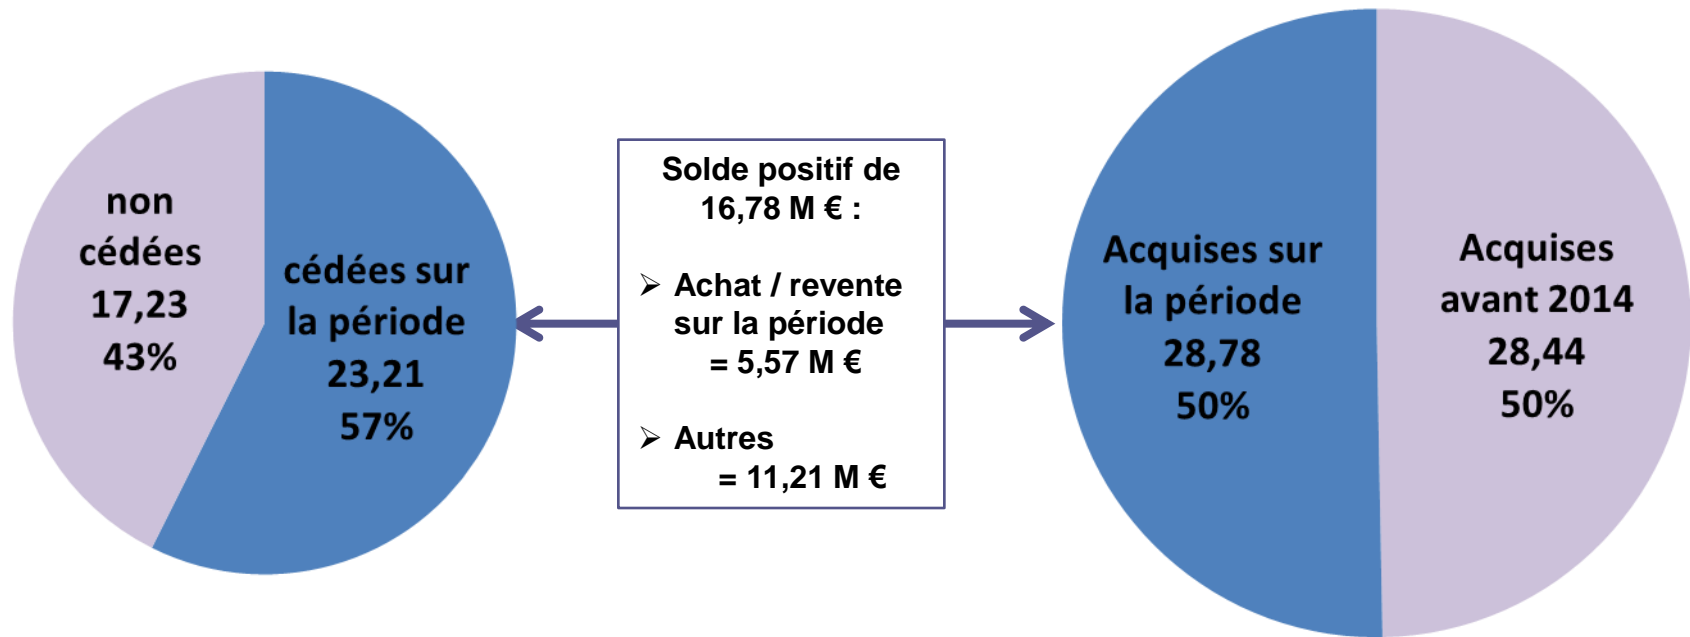 non
cédées
17,23
43%
cédées sur
la période
23,21
57%
Solde positif de
16,78 M € :
➢ Achat / revente
sur la période
= 5,57 M €
➢ Autres
= 11,21 M €
Acquises sur
la période
28,78
50%
Acquises
avant 2014
28,44
50%